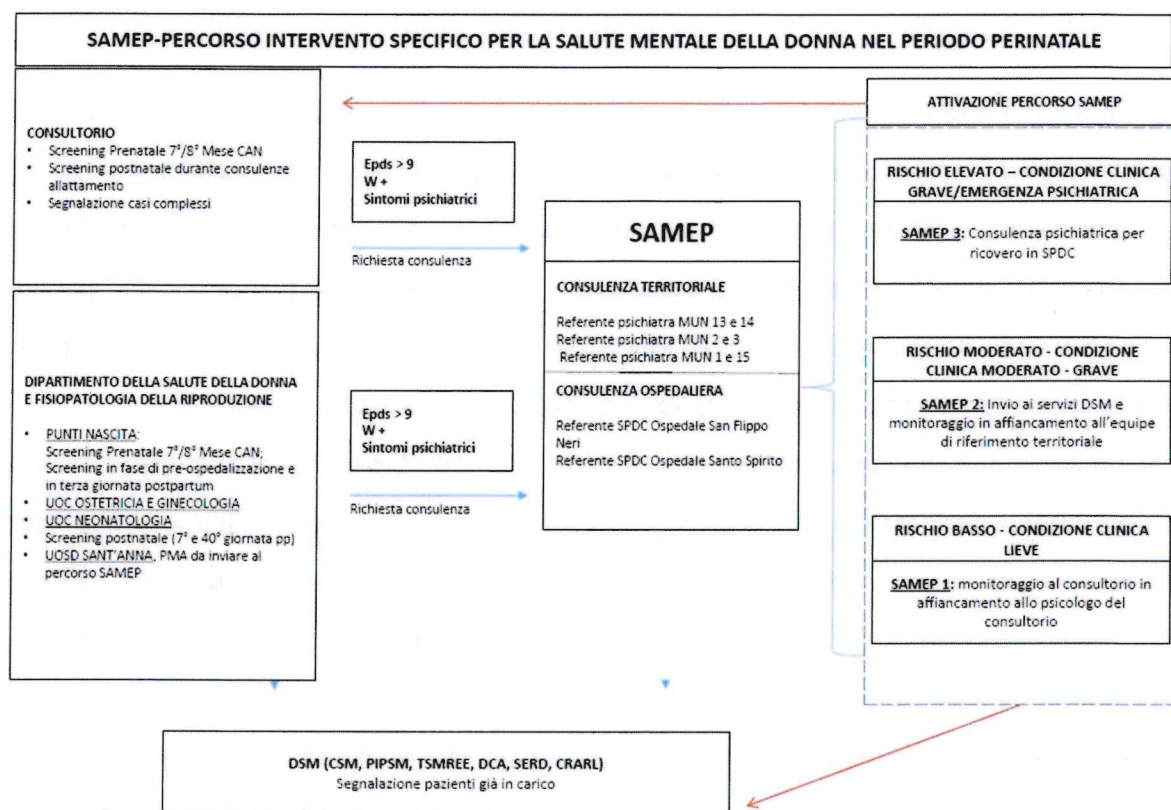 SAMEP-PERCORSO INTERVENTO SPECIFICO PER LA SALUTE MENTALE DELLA DONNA NEL PERIODO PERINATALE
CONSULTORIO
• Screening Prenatale 7°/8° Mese CAN
• Screening postnatale durante consulenze
allattamento
• Segnalazione casi complessi
DIPARTIMENTO DELLA SALUTE DELLA DONNA
E FISIOPATOLOGIA DELLA RIPRODUZIONE
• PUNTI NASCITA:
Screening Prenatale 7°/8° Mese CAN;
Screening in fase di pre-ospedalizzazione e
in terza giornata postpartum
• UOC OSTETRICIA E GINECOLOGIA
• UOC NEONATOLOGIA
• Screening postnatale (7° e 40° giornata pp)
• UOSD SANT'ANNA, PMA da inviare al
percorso SAMEP
Epds > 9
W +
Sintomi psichiatrici
Richiesta consulenza
Epds > 9
W +
Sintomi psichiatrici
Richiesta consulenza
SAMEP
CONSULENZA TERRITORIALE
Referente psichiatra MUN 13 e 14
Referente psichiatra MUN 2 e 3
Referente psichiatra MUN 1 e 15
CONSULENZA OSPEDALIERA
Referente SPDC Ospedale San Flippo
Neri
Referente SPDC Ospedale Santo Spirito
ATTIVAZIONE PERCORSO SAMEP
RISCHIO ELEVATO – CONDIZIONE CLINICA
GRAVE/EMERGENZA PSICHIATRICA
SAMEP 3: Consulenza psichiatrica per
ricovero in SPDC
RISCHIO MODERATO - CONDIZIONE
CLINICA MODERATO - GRAVE
SAMEP 2: Invio ai servizi DSM e
monitoraggio in affiancamento all'equipe
di riferimento territoriale
RISCHIO BASSO - CONDIZIONE CLINICA
LIEVE
SAMEP 1: monitoraggio al consultorio in
affiancamento allo psicologo del
consultorio
DSM (CSM, PIPSM, TSMREE, DCA, SERD, CRARL)
Segnalazione pazienti già in carico